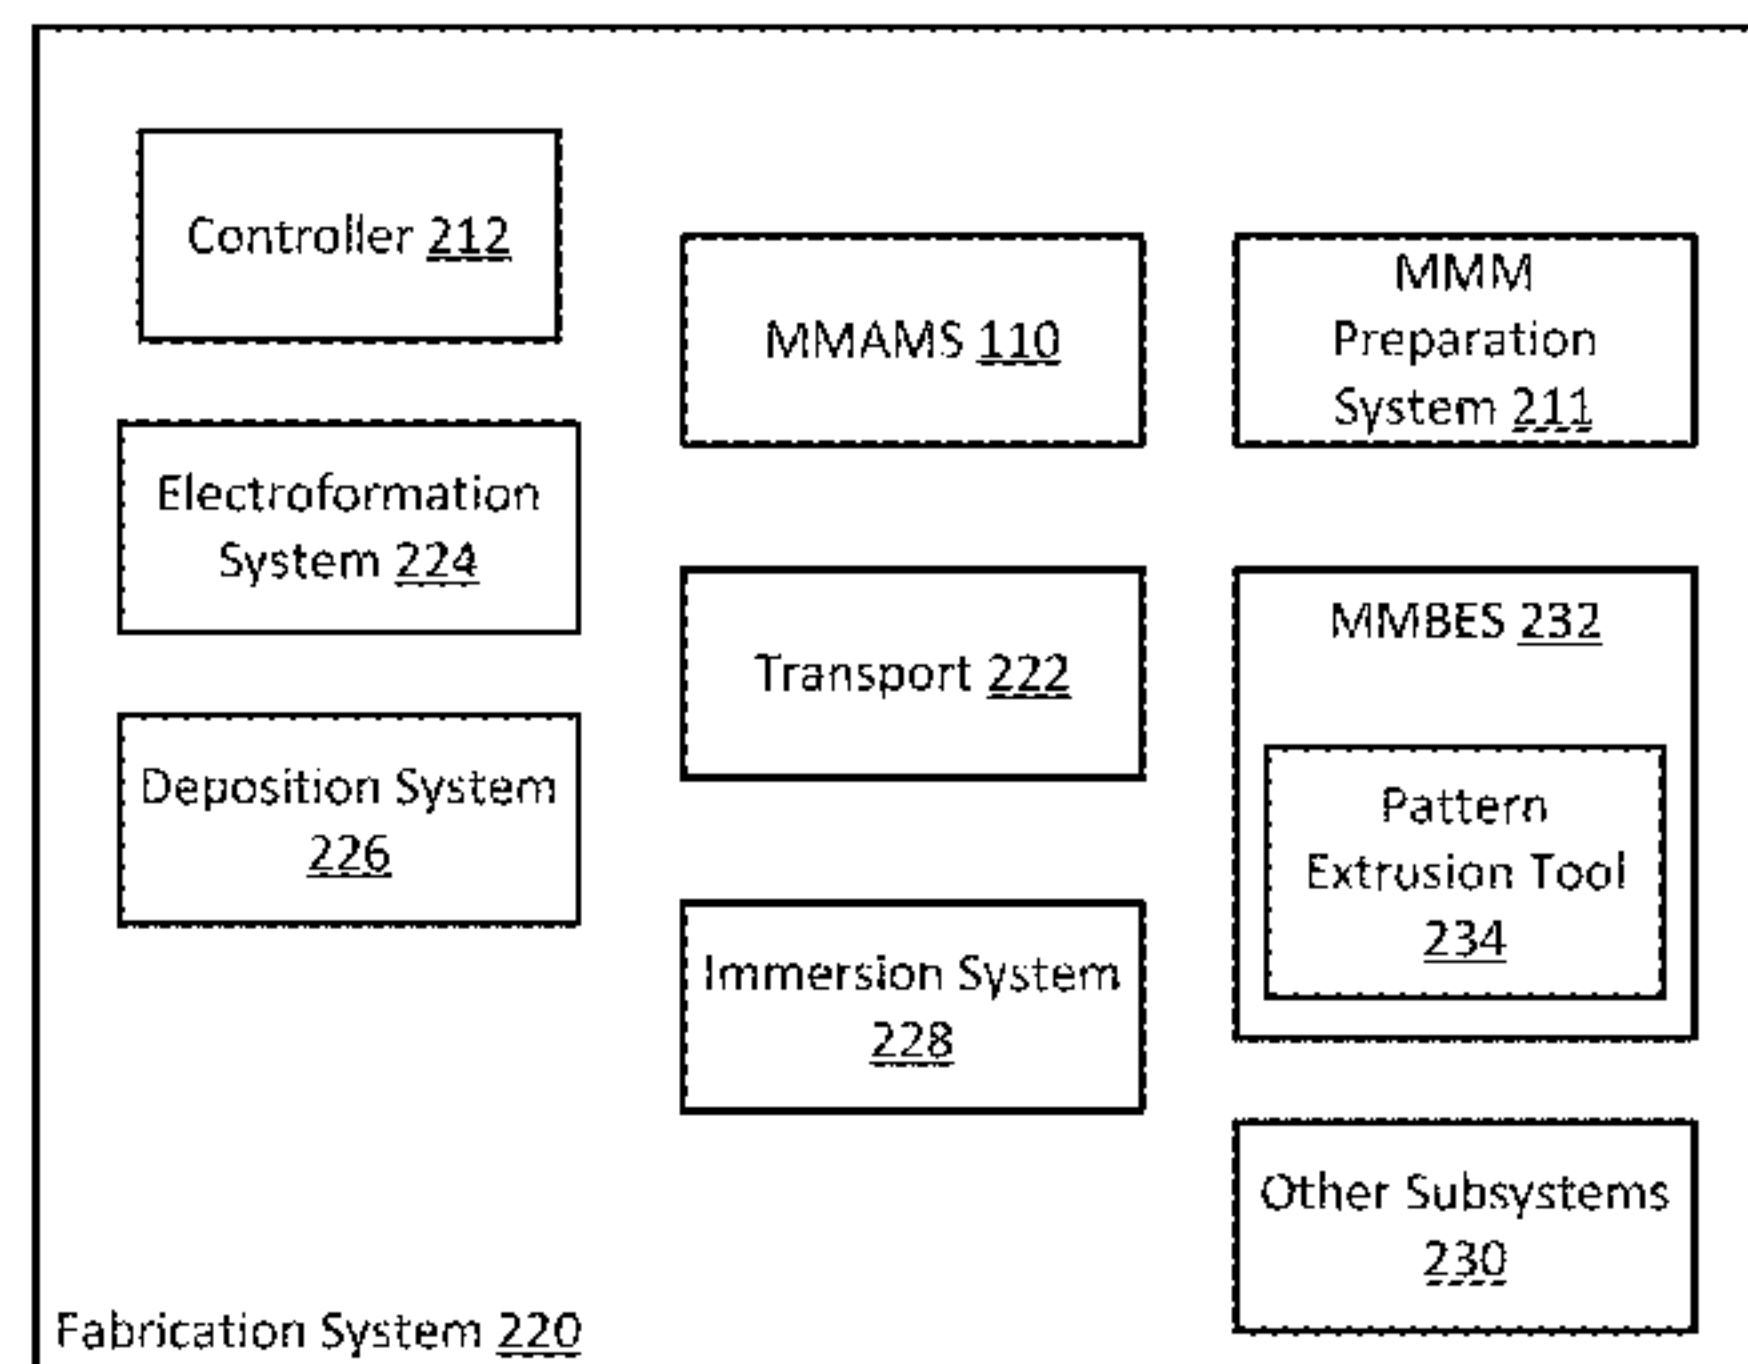 Controller 212
Electroformation
System 224
Deposition System
226
MMAMS 110
Transport 222
Immersion System
228
MMM
Preparation
System 211
MMBES 232
Pattern
Extrusion Tool
234
Other Subsystems
230
Fabrication System 220